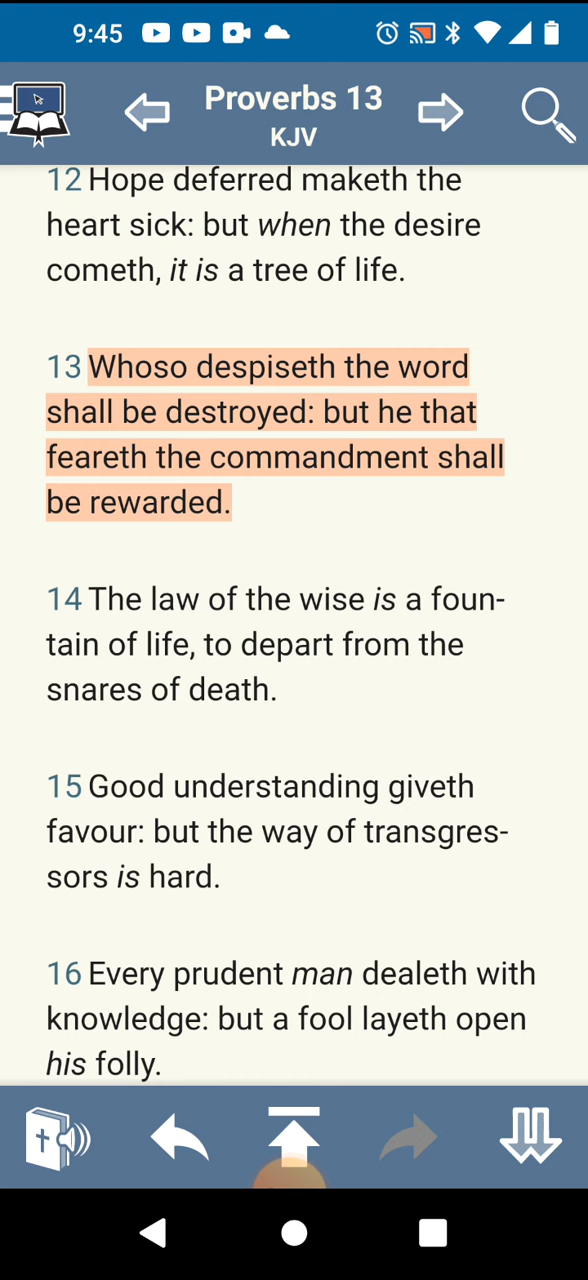 9:45
Proverbs 13
KJV
12 Hope deferred maketh the
heart sick: but when the desire
cometh, it is a tree of life.
13 Whoso despiseth the word
shall be destroyed: but he that
feareth the commandment shall
be rewarded.
14 The law of the wise is a foun-
tain of life, to depart from the
snares of death.
15 Good understanding giveth
favour: but the way of transgres-
sors is hard.
16 Every prudent man dealeth with
knowledge: but a fool layeth open
his folly.